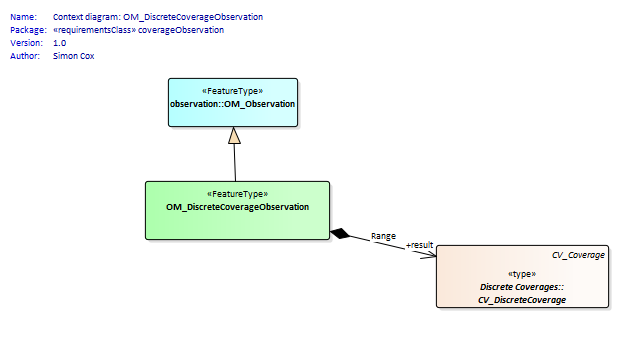 Name: Context diagram: OM_DiscreteCoverageObservation
Package: «requirementsClass» coverageObservation
Version: 1.0
Author: Simon Cox
«FeatureType»
observation::OM_Observation
«FeatureType»
OM_DiscreteCoverageObservation
Range
+result
CV_Coverage
«type»
Discrete Coverages::
CV_DiscreteCoverage